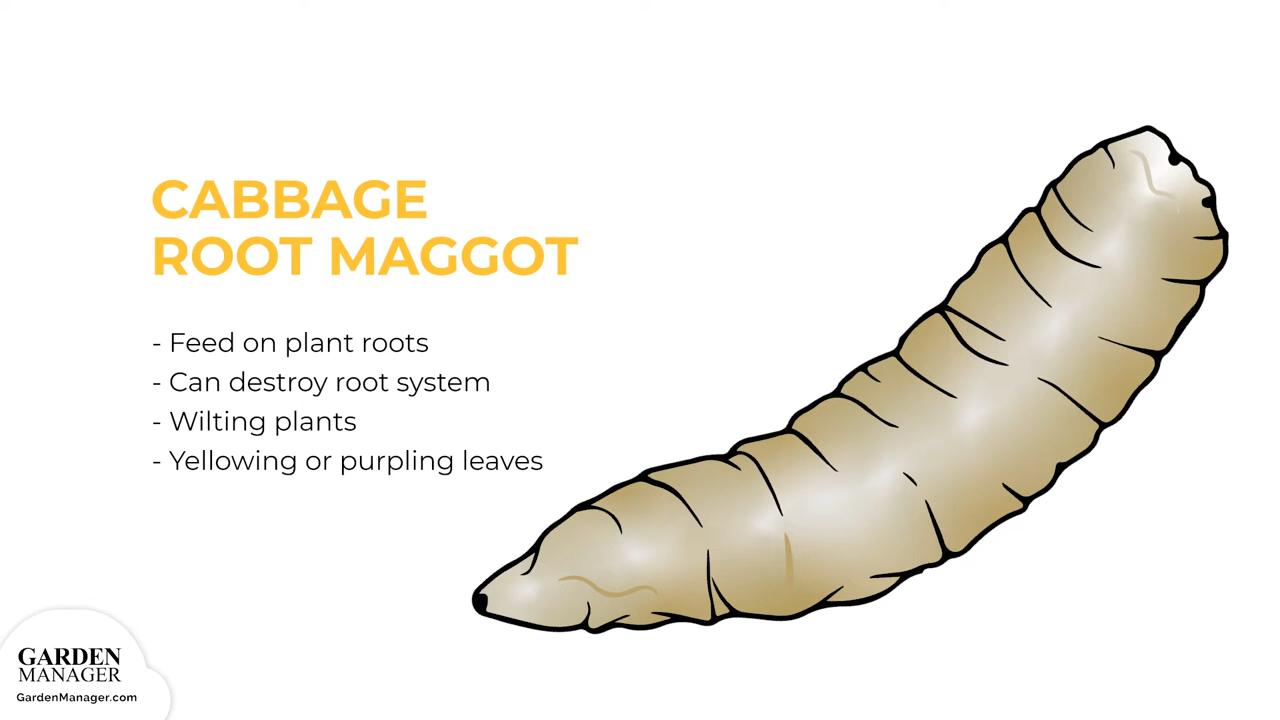 CABBAGE
ROOT MAGGOT
- Feed on plant roots
- Can destroy root system
- Wilting plants
- Yellowing or purpling leaves
GARDEN
MANAGER
GardenManager.com